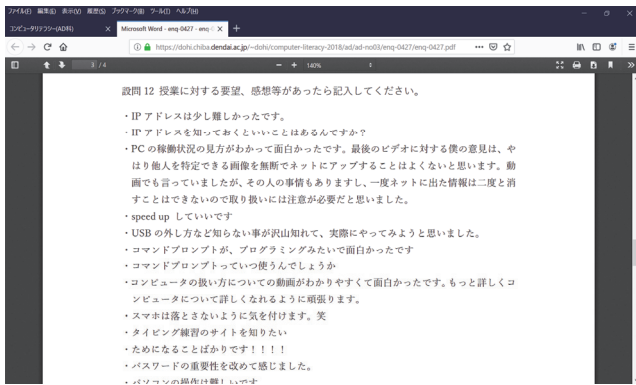 ファイル(F) 編集(E) 表示(V) 履歴(S) ブックマーク(B) ツール(T) ヘルプ(H)
コンピュータリテラシー(AD科) × Microsoft Word - enq-0427 - enq-0 × +
https://dohi.chiba.dendai.ac.jp/~dohi/computer-literacy-2018/ad/ad-no03/enq-0427/enq-0427.pdf
/ 4 − + 140%
設問 12 授業に対する要望、感想等があったら記入してください。
・IP アドレスは少し難しかったです。
・IP アドレスを知っておくといいことはあるんですか？
・PC の稼働状況の見方がわかって面白かったです。最後のビデオに対する僕の意見は、や
はり他人を特定できる画像を無断でネットにアップすることはよくないと思います。動
画でも言っていましたが、その人の事情もありますし、一度ネットに出た情報は二度と消
すことはできないので取り扱いには注意が必要だと思いました。
・speed up していいです
・USB の外し方など知らない事が沢山知れて、実際にやってみようと思いました。
・コマンドプロンプトが、プログラミングみたいで面白かったです
・コマンドプロンプトっていつ使うんでしょうか
・コンピュータの扱い方についての動画がわかりやすくて面白かったです。もっと詳しくコ
ンピュータについて詳しくなれるように頑張ります。
・スマホは落とさないように気を付けます。笑
・タイピング練習のサイトを知りたい
・ためになることばかりです！！！！
・パスワードの重要性を改めて感じました。
・パソコンの操作は難しいです